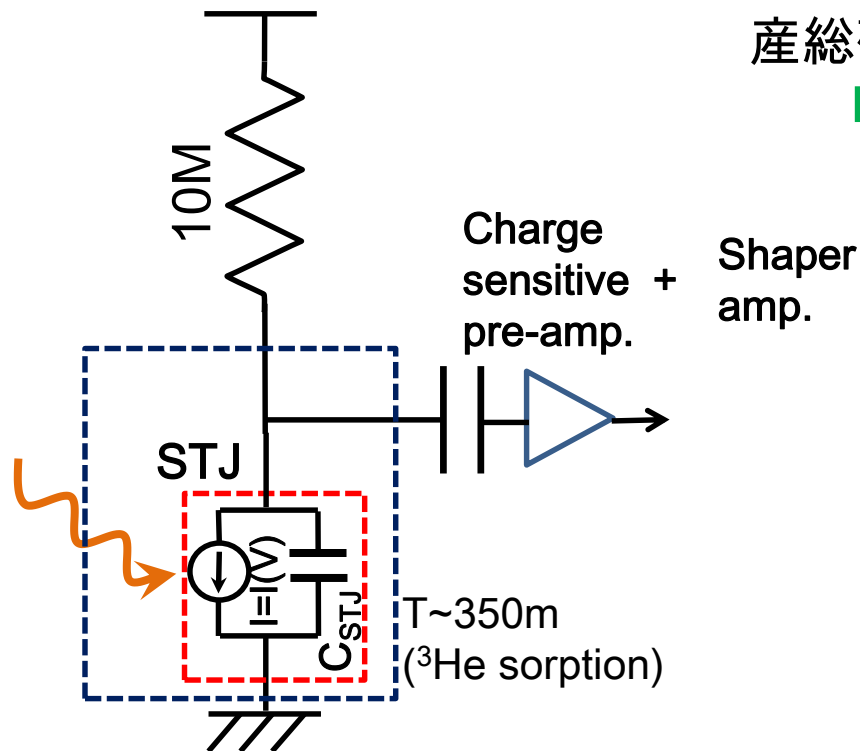 産総
10M
Charge
sensitive + Shaper
pre-amp. amp.
STJ
I=I(V)
CSTJ
T~350m
(³He sorption)